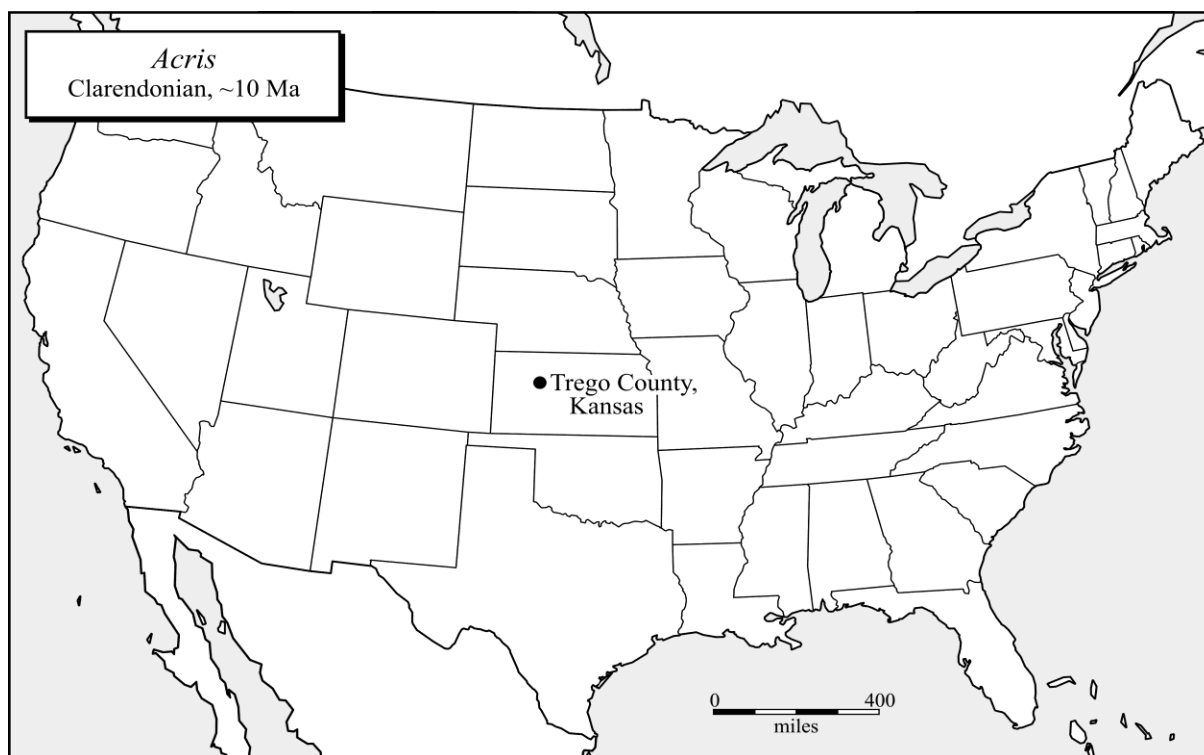 Acris
Clarendonian, ~10 Ma
Trego County,
Kansas
0 400
miles